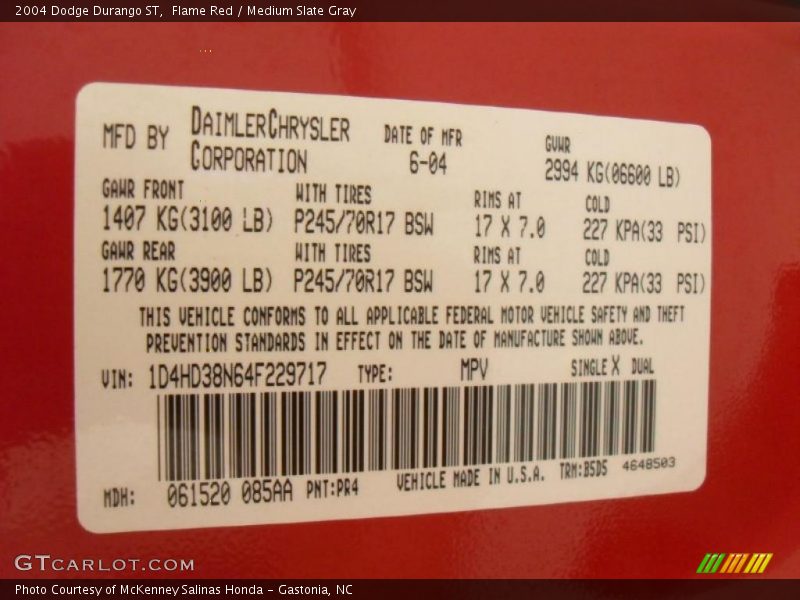 2004 Dodge Durango ST,  Flame Red / Medium Slate Gray
MFD BY DAIMLERCHRYSLER CORPORATION DATE OF MFR 6-04 GVWR 2994 KG(06600 LB)
GAWR FRONT WITH TIRES RIMS AT COLD
1407 KG(3100 LB) P245/70R17 BSW 17 X 7.0 227 KPA(33 PSI)
GAWR REAR WITH TIRES RIMS AT COLD
1770 KG(3900 LB) P245/70R17 BSW 17 X 7.0 227 KPA(33 PSI)
THIS VEHICLE CONFORMS TO ALL APPLICABLE FEDERAL MOTOR VEHICLE SAFETY AND THEFT
PREVENTION STANDARDS IN EFFECT ON THE DATE OF MANUFACTURE SHOWN ABOVE.
VIN: 1D4HD38N64F229717 TYPE: MPV SINGLE X DUAL
MDH: 061520 085AA PNT:PR4 VEHICLE MADE IN U.S.A. TRM:B5D5 4648503
GTCARLOT.COM
Photo Courtesy of McKenney Salinas Honda - Gastonia, NC